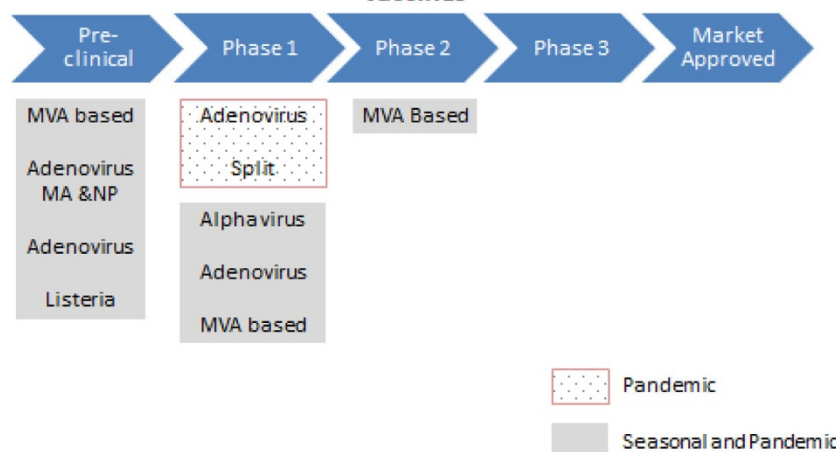 Pre-
clinical
Phase 1
Phase 2
Phase 3
Market
Approved
MVA based
Adenovirus
MA &NP
Adenovirus
Listeria
Adenovirus
Split
Alphavirus
Adenovirus
MVA based
MVA Based
Pandemic
Seasonal and Pandemic